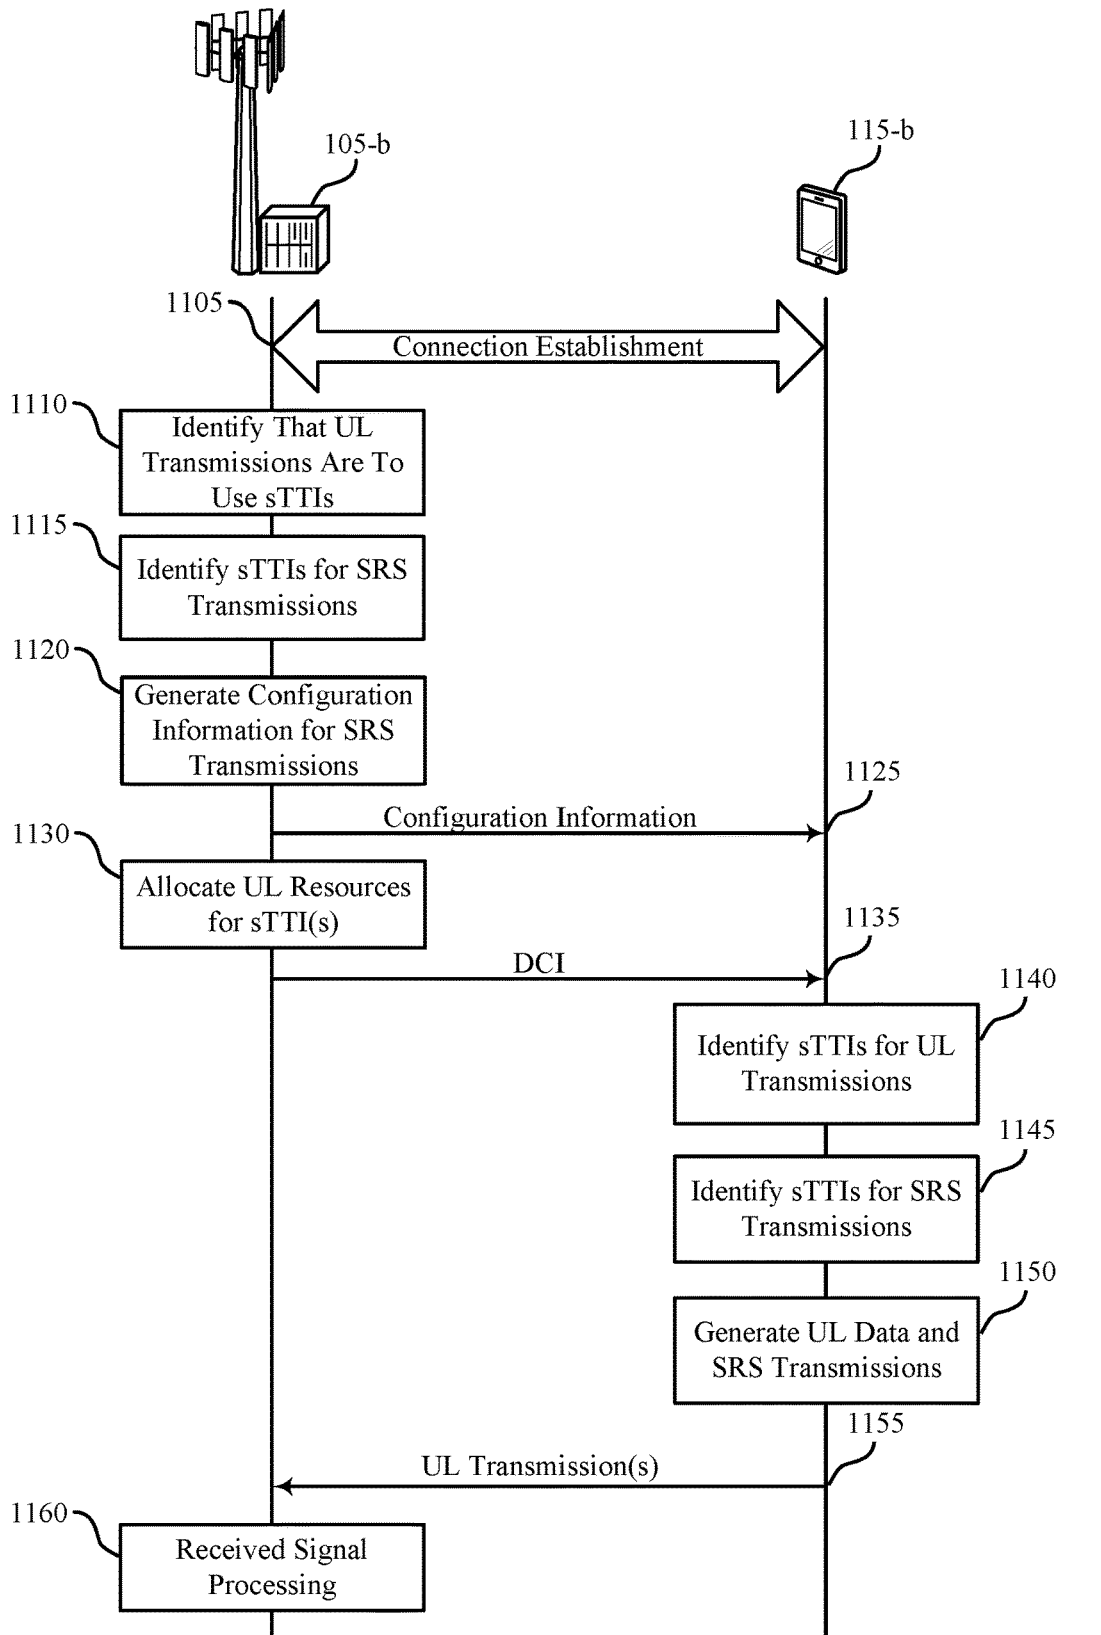 105-b
115-b
1105
Connection Establishment
1110
Identify That UL
Transmissions Are To
Use sTTIs
1115
Identify sTTIs for SRS
Transmissions
1120
Generate Configuration
Information for SRS
Transmissions
1125
Configuration Information
1130
Allocate UL Resources
for sTTI(s)
1135
DCI
1140
Identify sTTIs for UL
Transmissions
1145
Identify sTTIs for SRS
Transmissions
1150
Generate UL Data and
SRS Transmissions
1155
UL Transmission(s)
1160
Received Signal
Processing